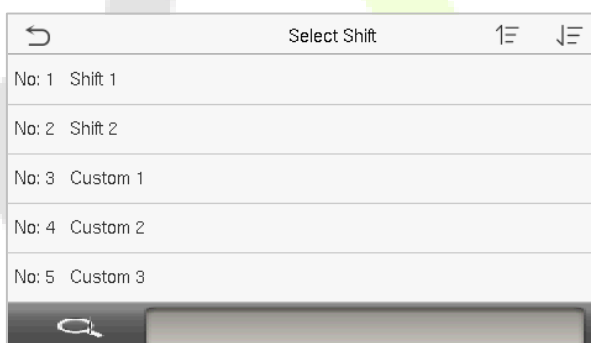 Select Shift
No: 1 Shift 1
No: 2 Shift 2
No: 3 Custom 1
No: 4 Custom 2
No: 5 Custom 3